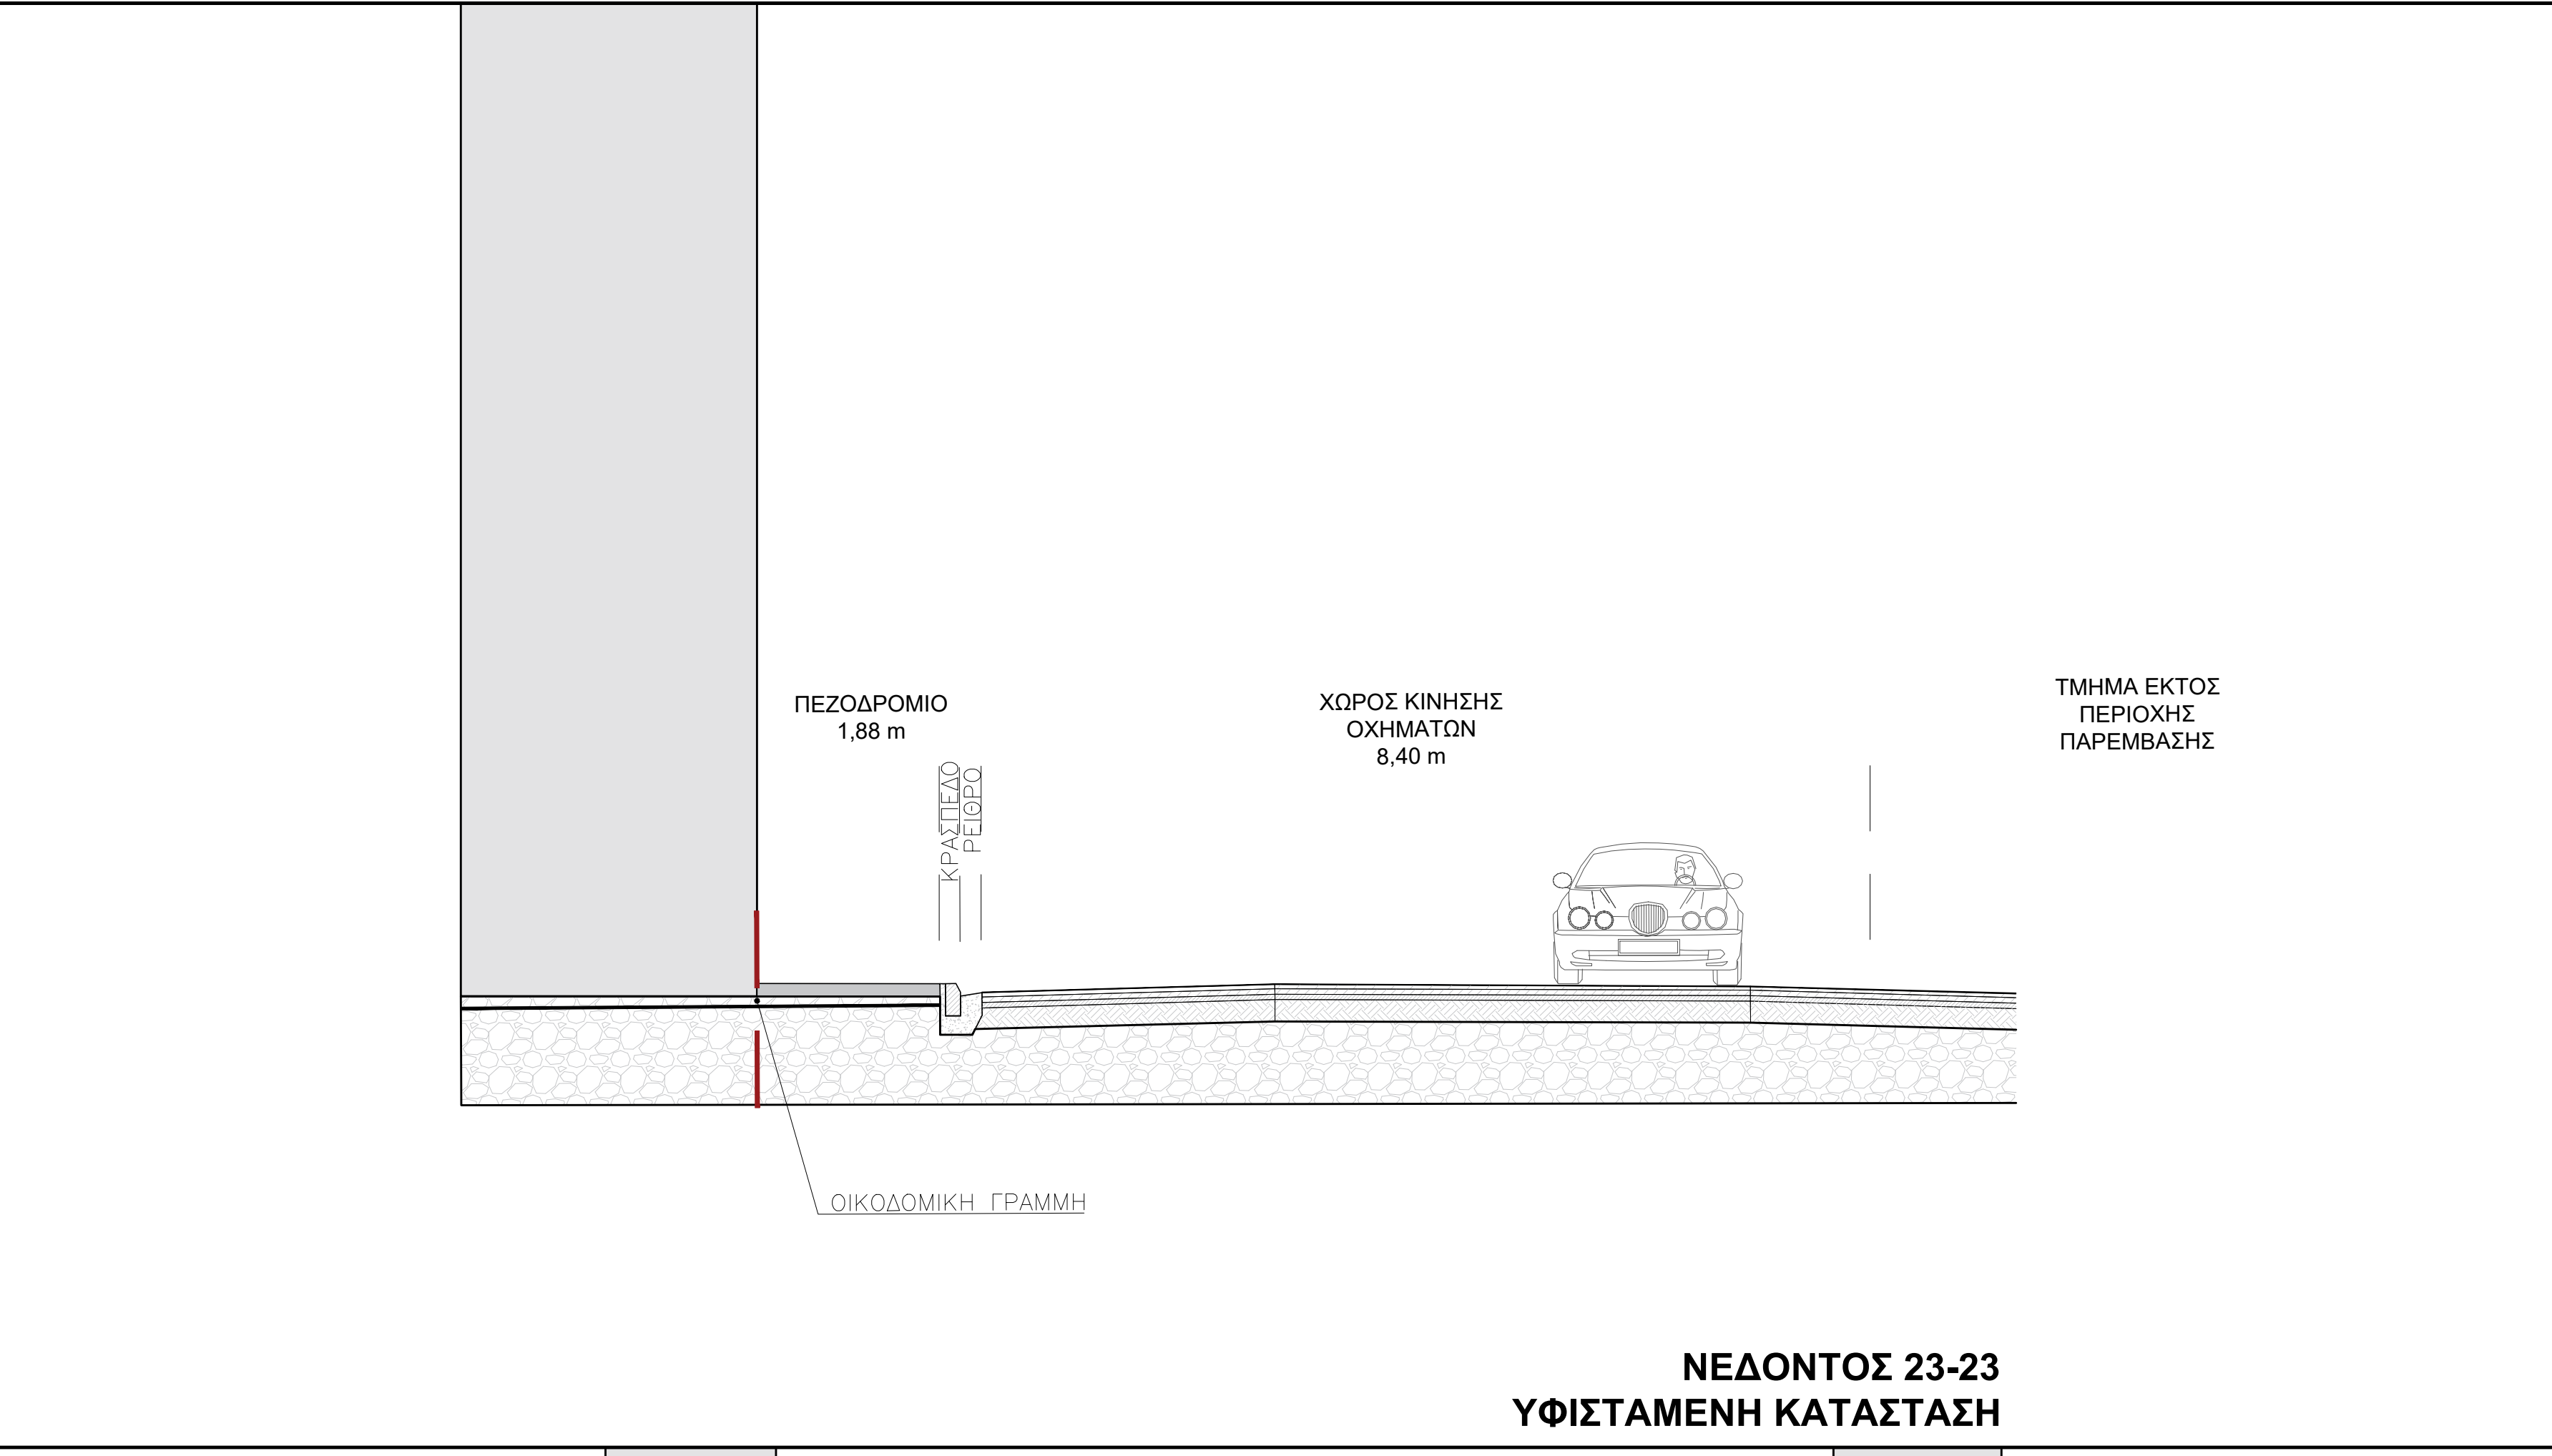 ΠΕΖΟΔΡΟΜΙΟ
1,88 m
ΚΡΑΣΠΕΔΟ
ΡΕΙΘΡΟ
ΧΩΡΟΣ ΚΙΝΗΣΗΣ
ΟΧΗΜΑΤΩΝ
8,40 m
ΤΜΗΜΑ ΕΚΤΟΣ
ΠΕΡΙΟΧΗΣ
ΠΑΡΕΜΒΑΣΗΣ
ΟΙΚΟΔΟΜΙΚΗ ΓΡΑΜΜΗ
ΝΕΔΟΝΤΟΣ 23-23
ΥΦΙΣΤΑΜΕΝΗ ΚΑΤΑΣΤΑΣΗ